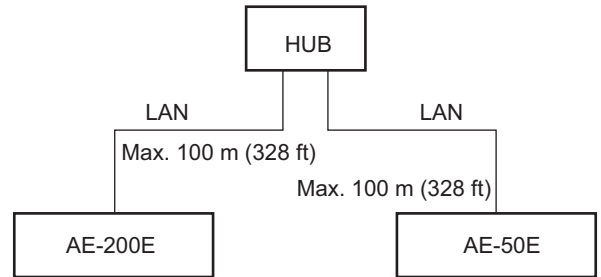 HUB
LAN
LAN
Max. 100 m (328 ft)
Max. 100 m (328 ft)
AE-200E
AE-50E